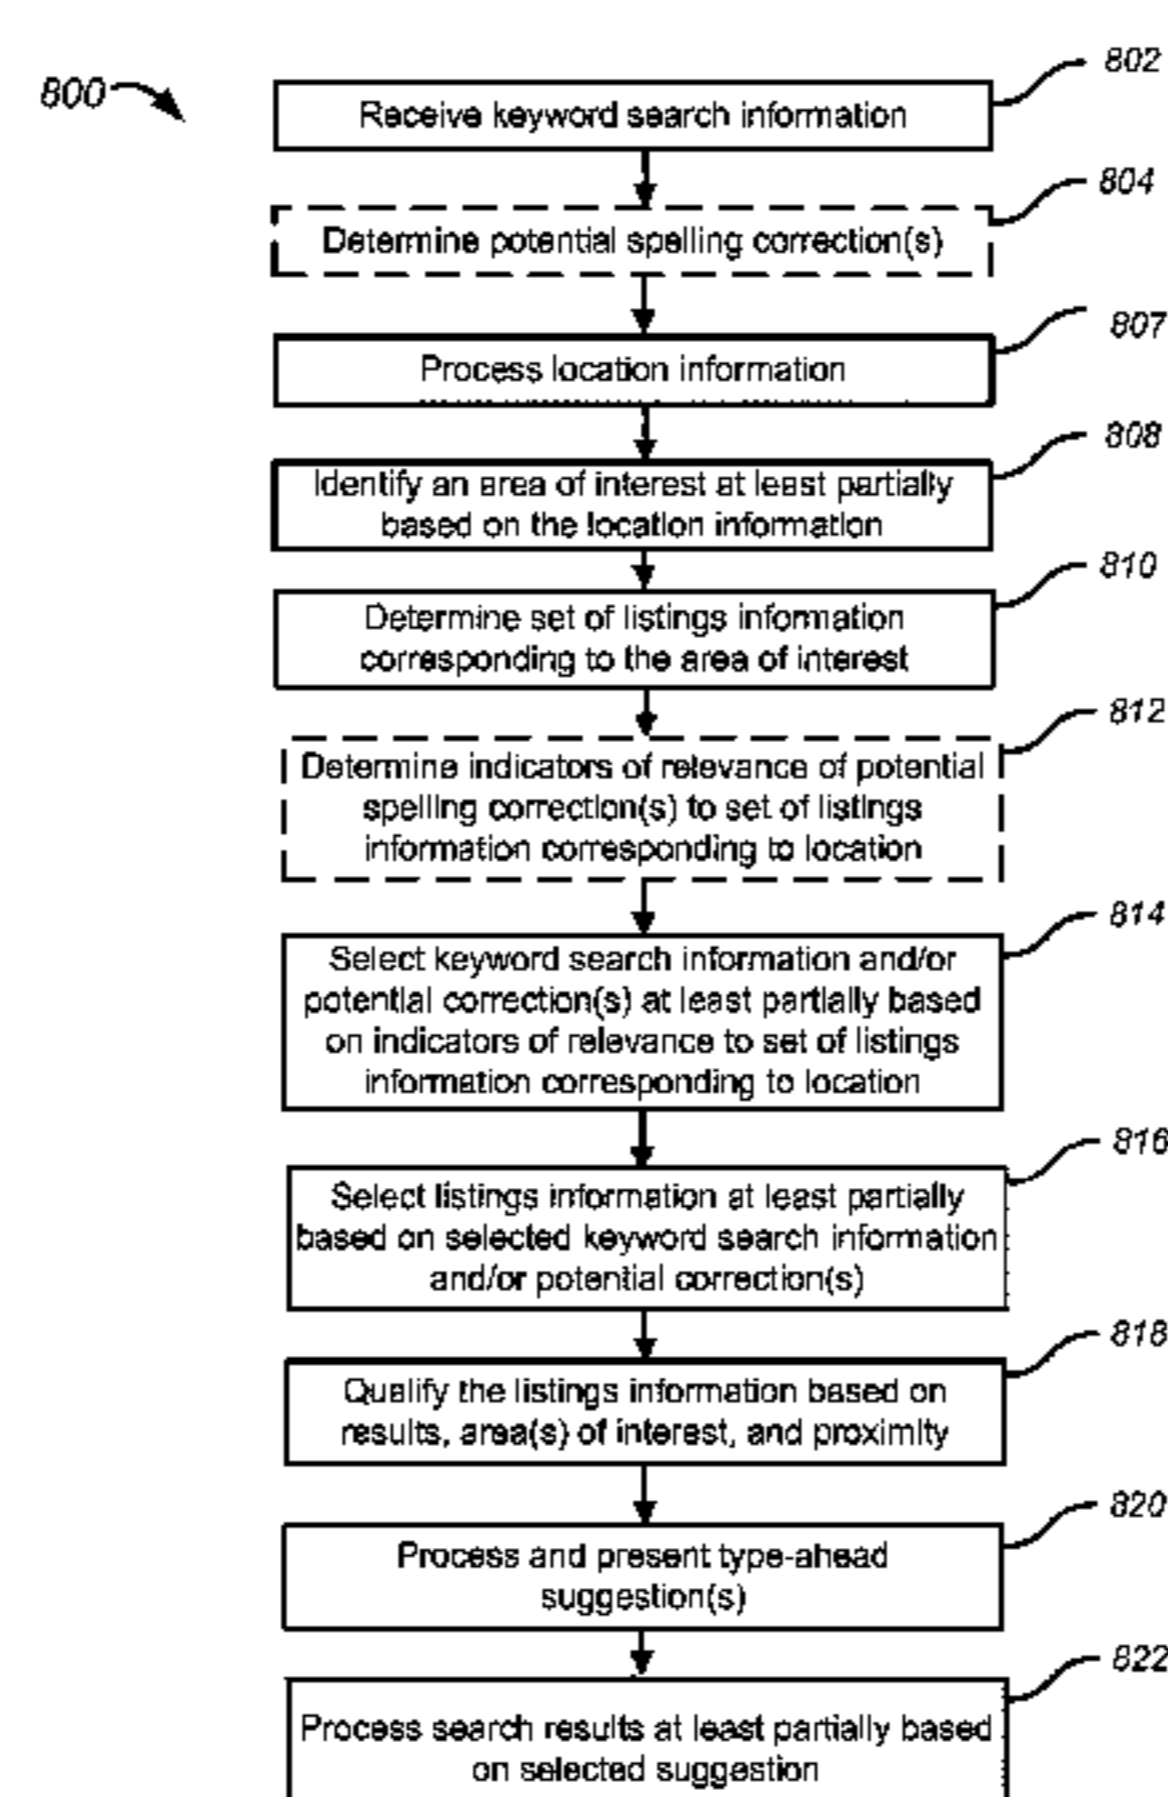 800
802
Receive keyword search information
804
Determine potential spelling correction(s)
807
Process location information
808
Identify an area of interest at least partially
based on the location information
810
Determine set of listings information
corresponding to the area of interest
812
Determine indicators of relevance of potential
spelling correction(s) to set of listings
information corresponding to location
814
Select keyword search information and/or
potential correction(s) at least partially based
on indicators of relevance to set of listings
information corresponding to location
816
Select listings information at least partially
based on selected keyword search information
and/or potential correction(s)
818
Qualify the listings information based on
results, area(s) of interest, and proximity
820
Process and present type-ahead
suggestion(s)
822
Process search results at least partially based
on selected suggestion